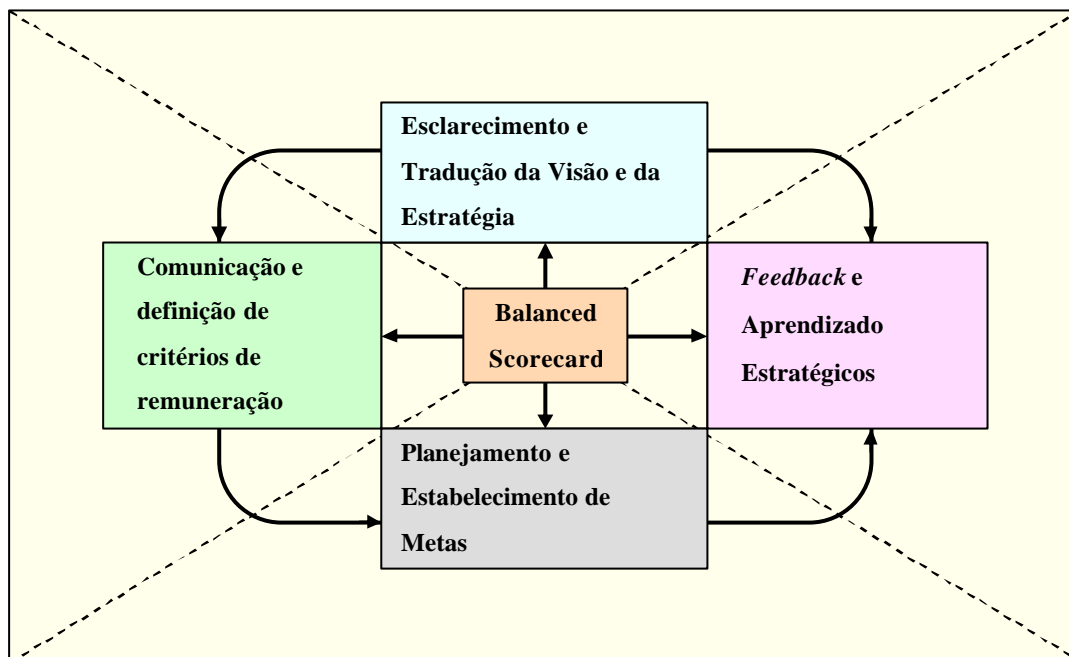 Esclarecimento e
Tradução da Visão e da
Estratégia
Comunicação e
definição de
critérios de
remuneração
Balanced
Scorecard
Feedback e
Aprendizado
Estratégicos
Planejamento e
Estabelecimento de
Metas